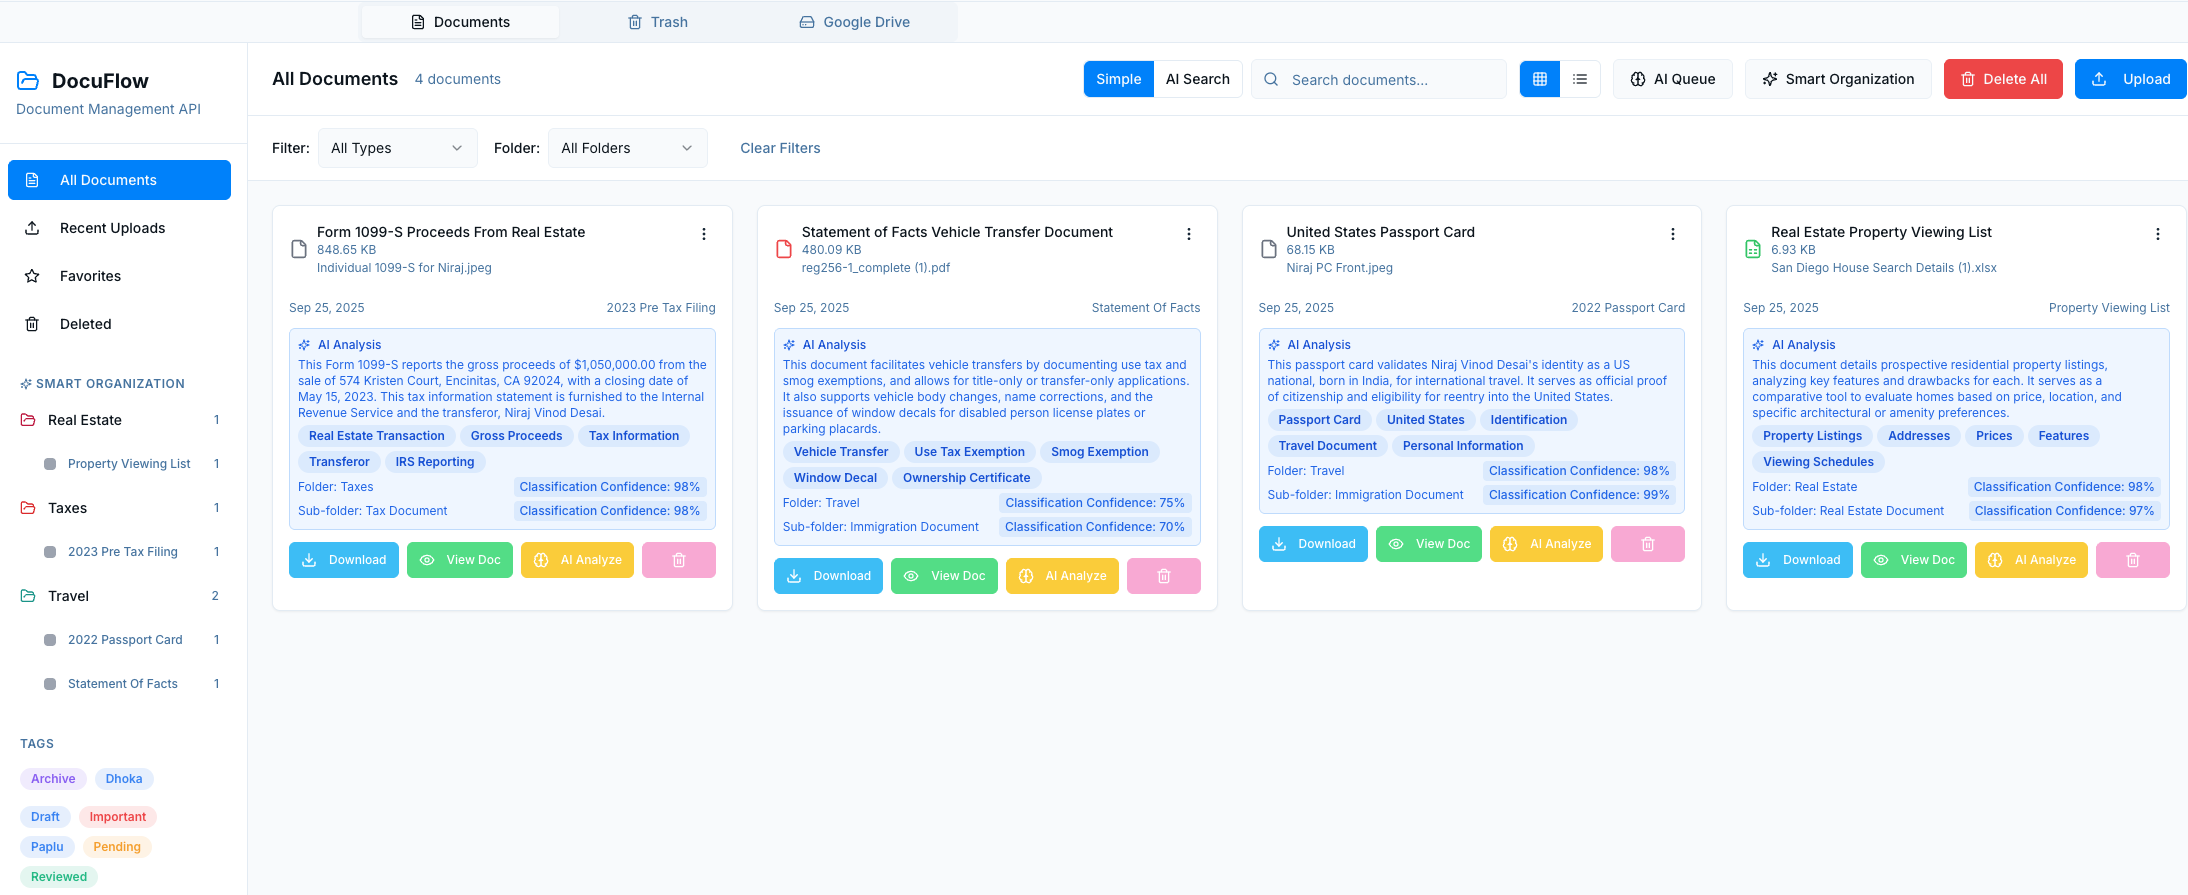 Documents
Trash
Google Drive
DocuFlow
Document Management API
All Documents
Recent Uploads
Favorites
Deleted
SMART ORGANIZATION
Real Estate 1
Property Viewing List 1
Taxes 1
2023 Pre Tax Filing 1
Travel 2
2022 Passport Card 1
Statement Of Facts 1
TAGS
Archive Dhoka
Draft Important
Paplu Pending
Reviewed
All Documents 4 documents
Simple AI Search Search documents... AI Queue Smart Organization Delete All Upload
Filter: All Types Folder: All Folders Clear Filters
Form 1099-S Proceeds From Real Estate
848.65 KB
Individual 1099-S for Niraj.jpeg
Sep 25, 2025 2023 Pre Tax Filing
AI Analysis
This Form 1099-S reports the gross proceeds of $1,050,000.00 from the
sale of 574 Kristen Court, Encinitas, CA 92024, with a closing date of
May 15, 2023. This tax information statement is furnished to the Internal
Revenue Service and the transferor, Niraj Vinod Desai.
Real Estate Transaction Gross Proceeds Tax Information
Transferor IRS Reporting
Folder: Taxes Classification Confidence: 98%
Sub-folder: Tax Document Classification Confidence: 98%
Download View Doc AI Analyze
Statement of Facts Vehicle Transfer Document
480.09 KB
reg256-1_complete (1).pdf
Sep 25, 2025 Statement Of Facts
AI Analysis
This document facilitates vehicle transfers by documenting use tax and
smog exemptions, and allows for title-only or transfer-only applications.
It also supports vehicle body changes, name corrections, and the
issuance of window decals for disabled person license plates or
parking placards.
Vehicle Transfer Use Tax Exemption Smog Exemption
Window Decal Ownership Certificate
Folder: Travel Classification Confidence: 75%
Sub-folder: Immigration Document Classification Confidence: 70%
Download View Doc AI Analyze
United States Passport Card
68.15 KB
Niraj PC Front.jpeg
Sep 25, 2025 2022 Passport Card
AI Analysis
This passport card validates Niraj Vinod Desai's identity as a US
national, born in India, for international travel. It serves as official proof
of citizenship and eligibility for reentry into the United States.
Passport Card United States Identification
Travel Document Personal Information
Folder: Travel Classification Confidence: 98%
Sub-folder: Immigration Document Classification Confidence: 99%
Download View Doc AI Analyze
Real Estate Property Viewing List
6.93 KB
San Diego House Search Details (1).xlsx
Sep 25, 2025 Property Viewing List
AI Analysis
This document details prospective residential property listings,
analyzing key features and drawbacks for each. It serves as a
comparative tool to evaluate homes based on price, location, and
specific architectural or amenity preferences.
Property Listings Addresses Prices Features
Viewing Schedules
Folder: Real Estate Classification Confidence: 98%
Sub-folder: Real Estate Document Classification Confidence: 97%
Download View Doc AI Analyze